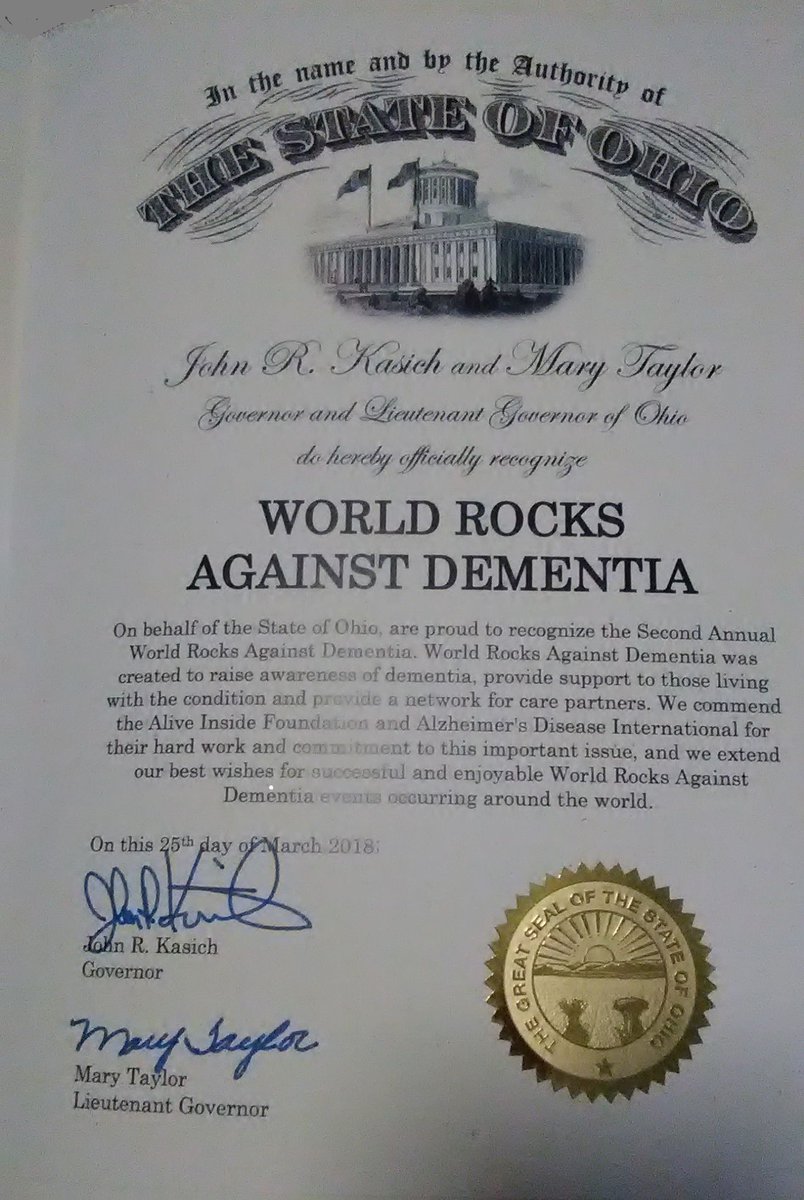 In the name and by the Authority of
THE STATE OF OHIO
John R. Kasich and Mary Taylor
Governor and Lieutenant Governor of Ohio
do hereby officially recognize
WORLD ROCKS
AGAINST DEMENTIA
On behalf of the State of Ohio, are proud to recognize the Second Annual
World Rocks Against Dementia. World Rocks Against Dementia was
created to raise awareness of dementia, provide support to those living
with the condition and provide a network for care partners. We commend
the Alive Inside Foundation and Alzheimer's Disease International for
their hard work and commitment to this important issue, and we extend
our best wishes for successful and enjoyable World Rocks Against
Dementia events occurring around the world.
On this 25th day of March 2018:
John R. Kasich
John R. Kasich
Governor
Mary Taylor
Mary Taylor
Lieutenant Governor
THE GREAT SEAL OF THE STATE OF OHIO